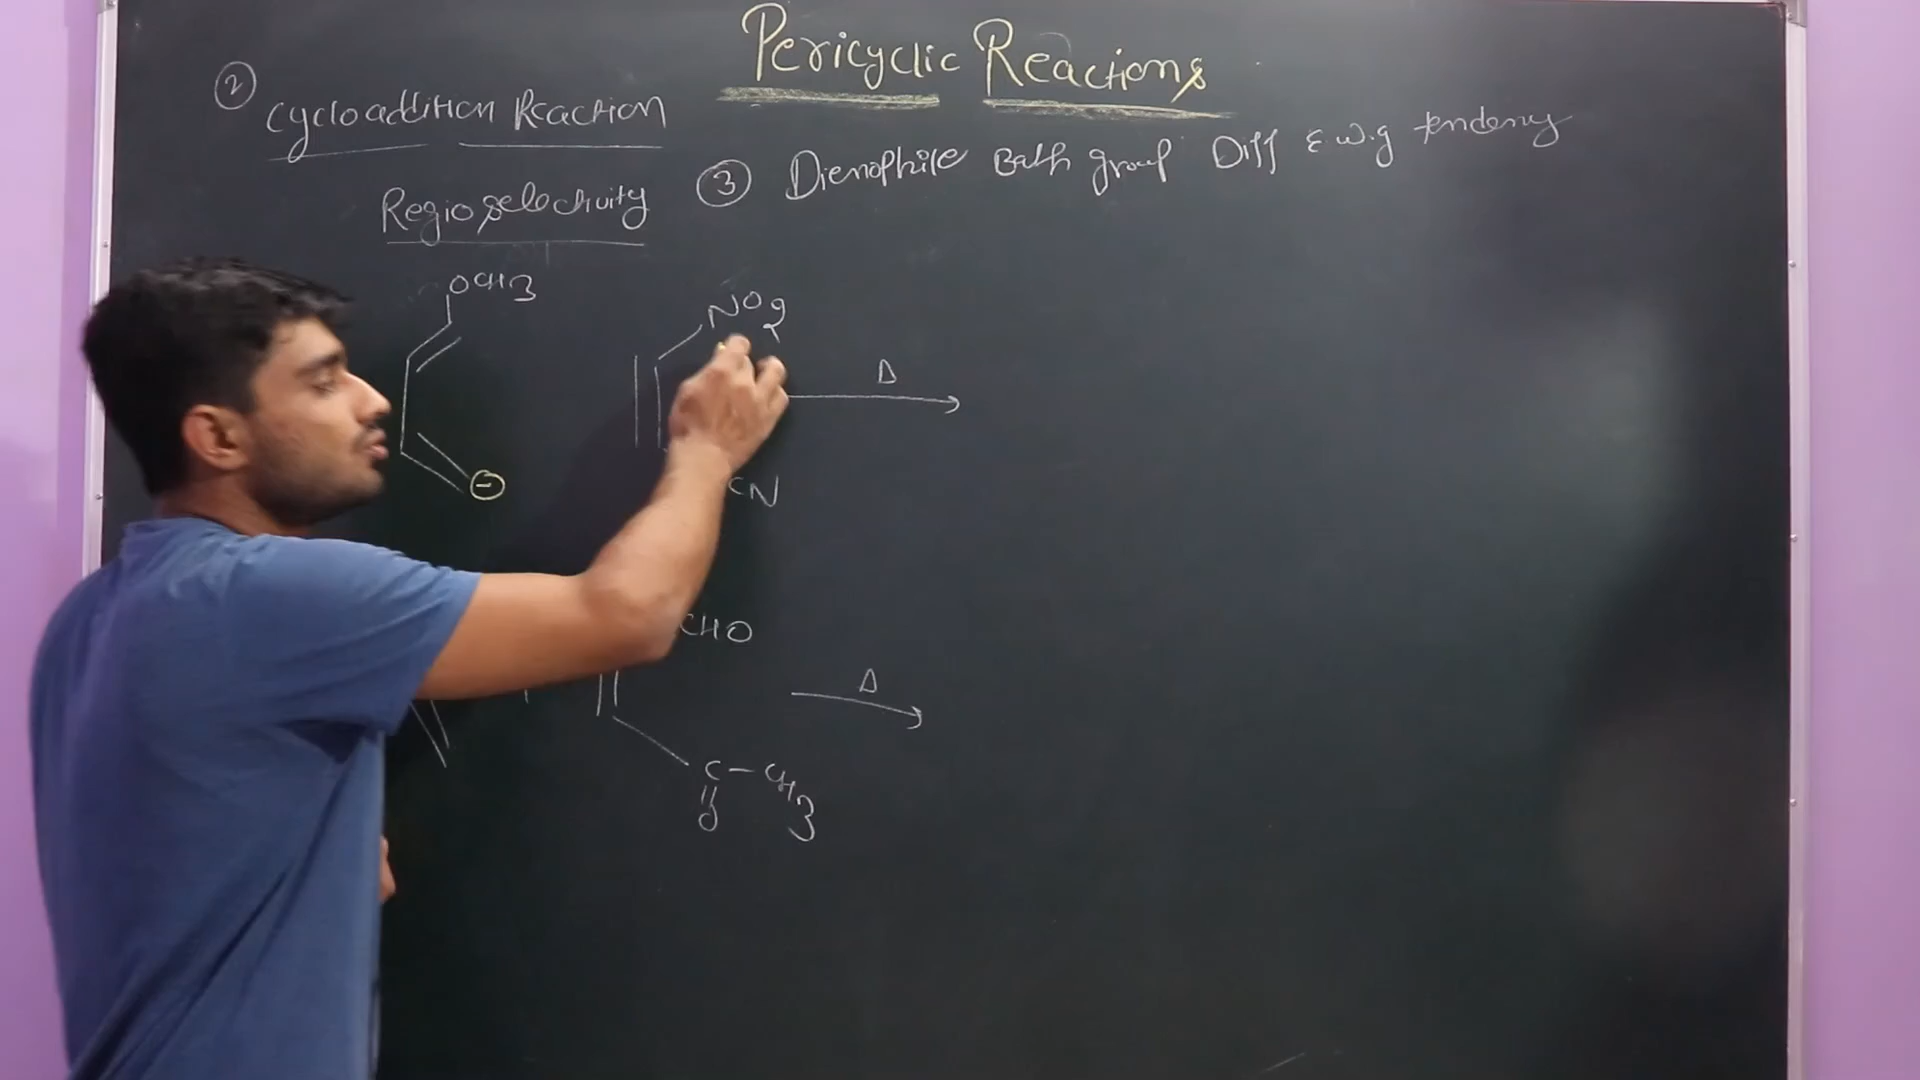 Pericyclic Reactions
② Cycloaddition Reaction
③ Dienophile Both group Diff E.w.g tendency
Regioselectivity
OCH3
NO2
Δ
⊖
CN
CHO
Δ
C-CH3
O